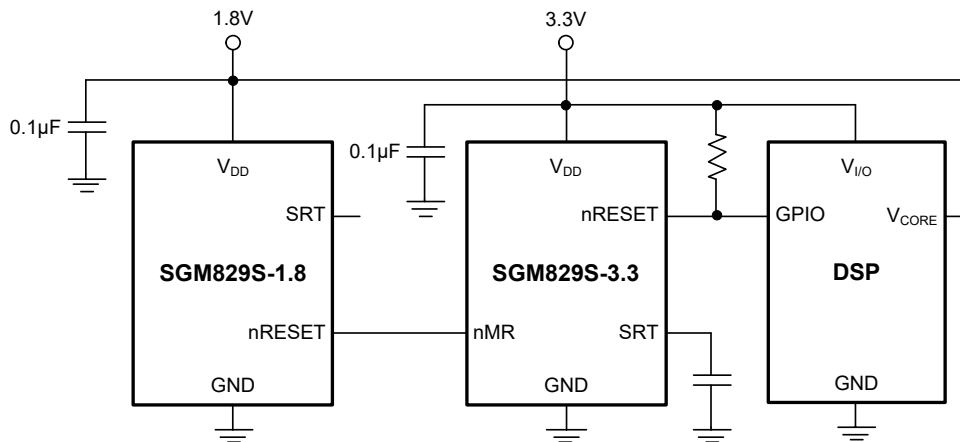 1.8V
3.3V
0.1µF
0.1µF
VDD
SRT
SGM829S-1.8
nRESET
GND
VDD
nRESET
SGM829S-3.3
nMR
SRT
GND
VI/O
GPIO
VCORE
DSP
GND